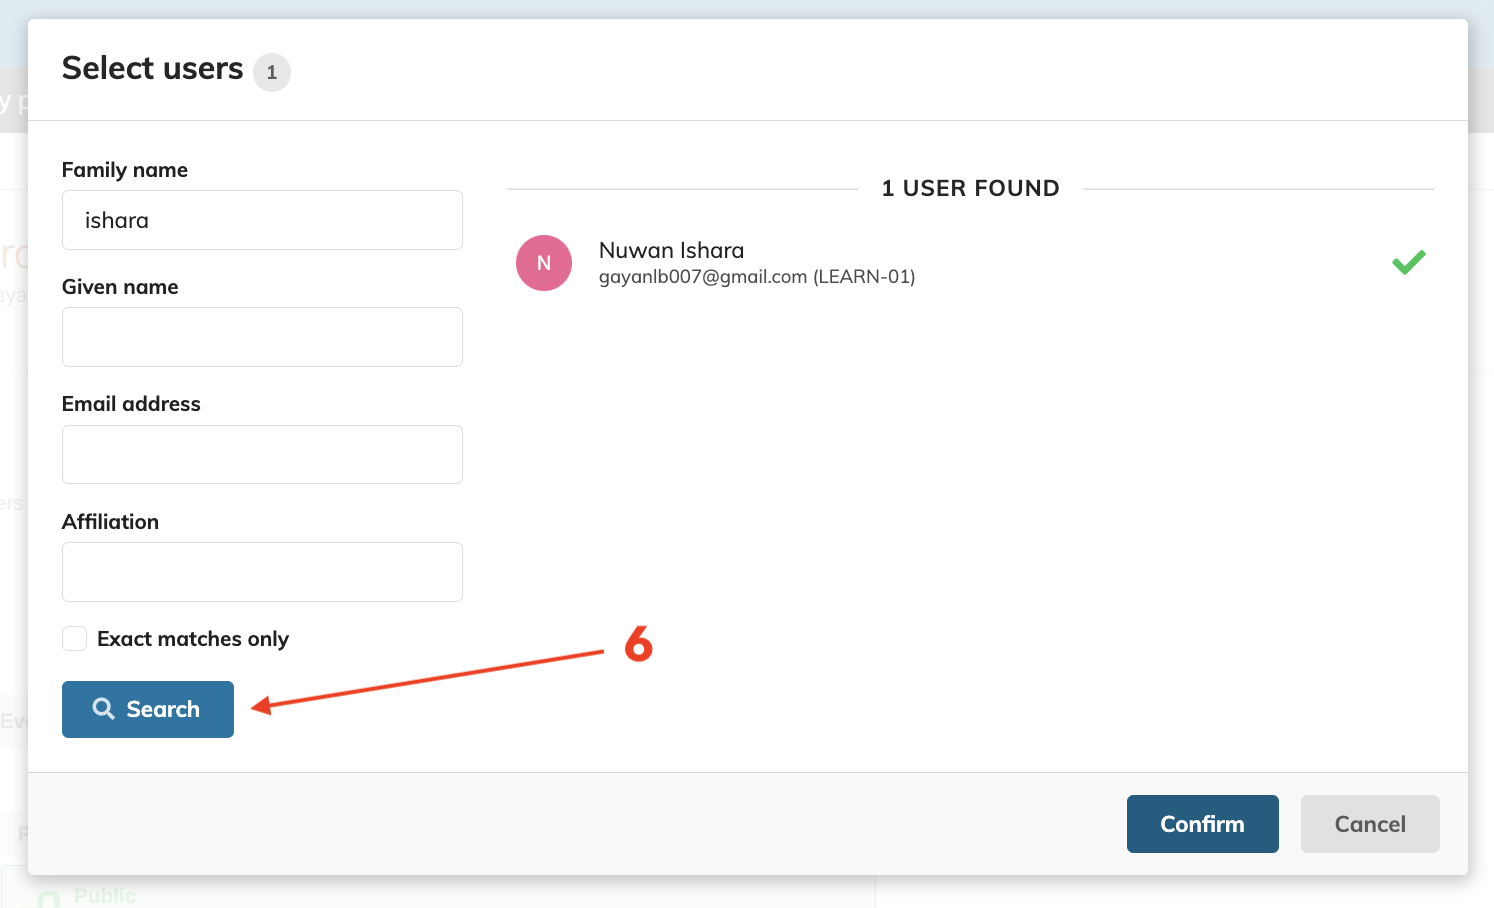 Select users 1
Family name
ishara
Given name
Email address
Affiliation
Exact matches only
Search
6
1 USER FOUND
N
Nuwan Ishara
gayanlb007@gmail.com (LEARN-01)
Confirm
Cancel
Public